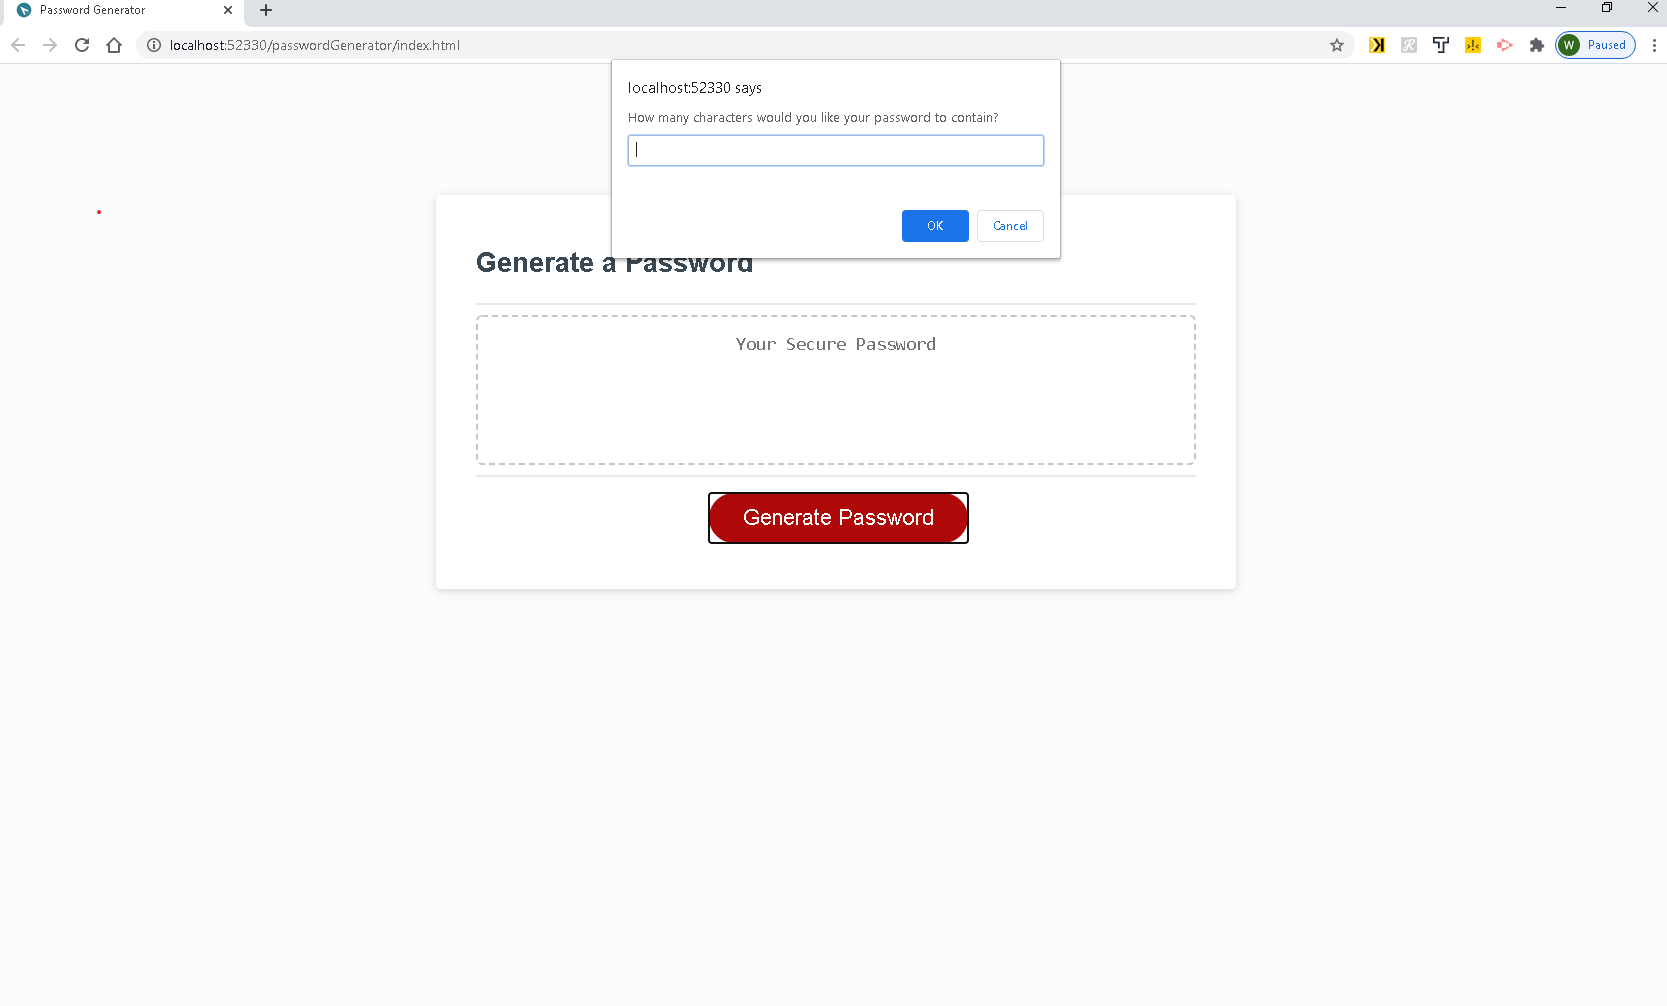 Password Generator
localhost:52330/passwordGenerator/index.html
W Paused
localhost:52330 says
How many characters would you like your password to contain?
OK Cancel
Generate a Password
Your Secure Password
Generate Password